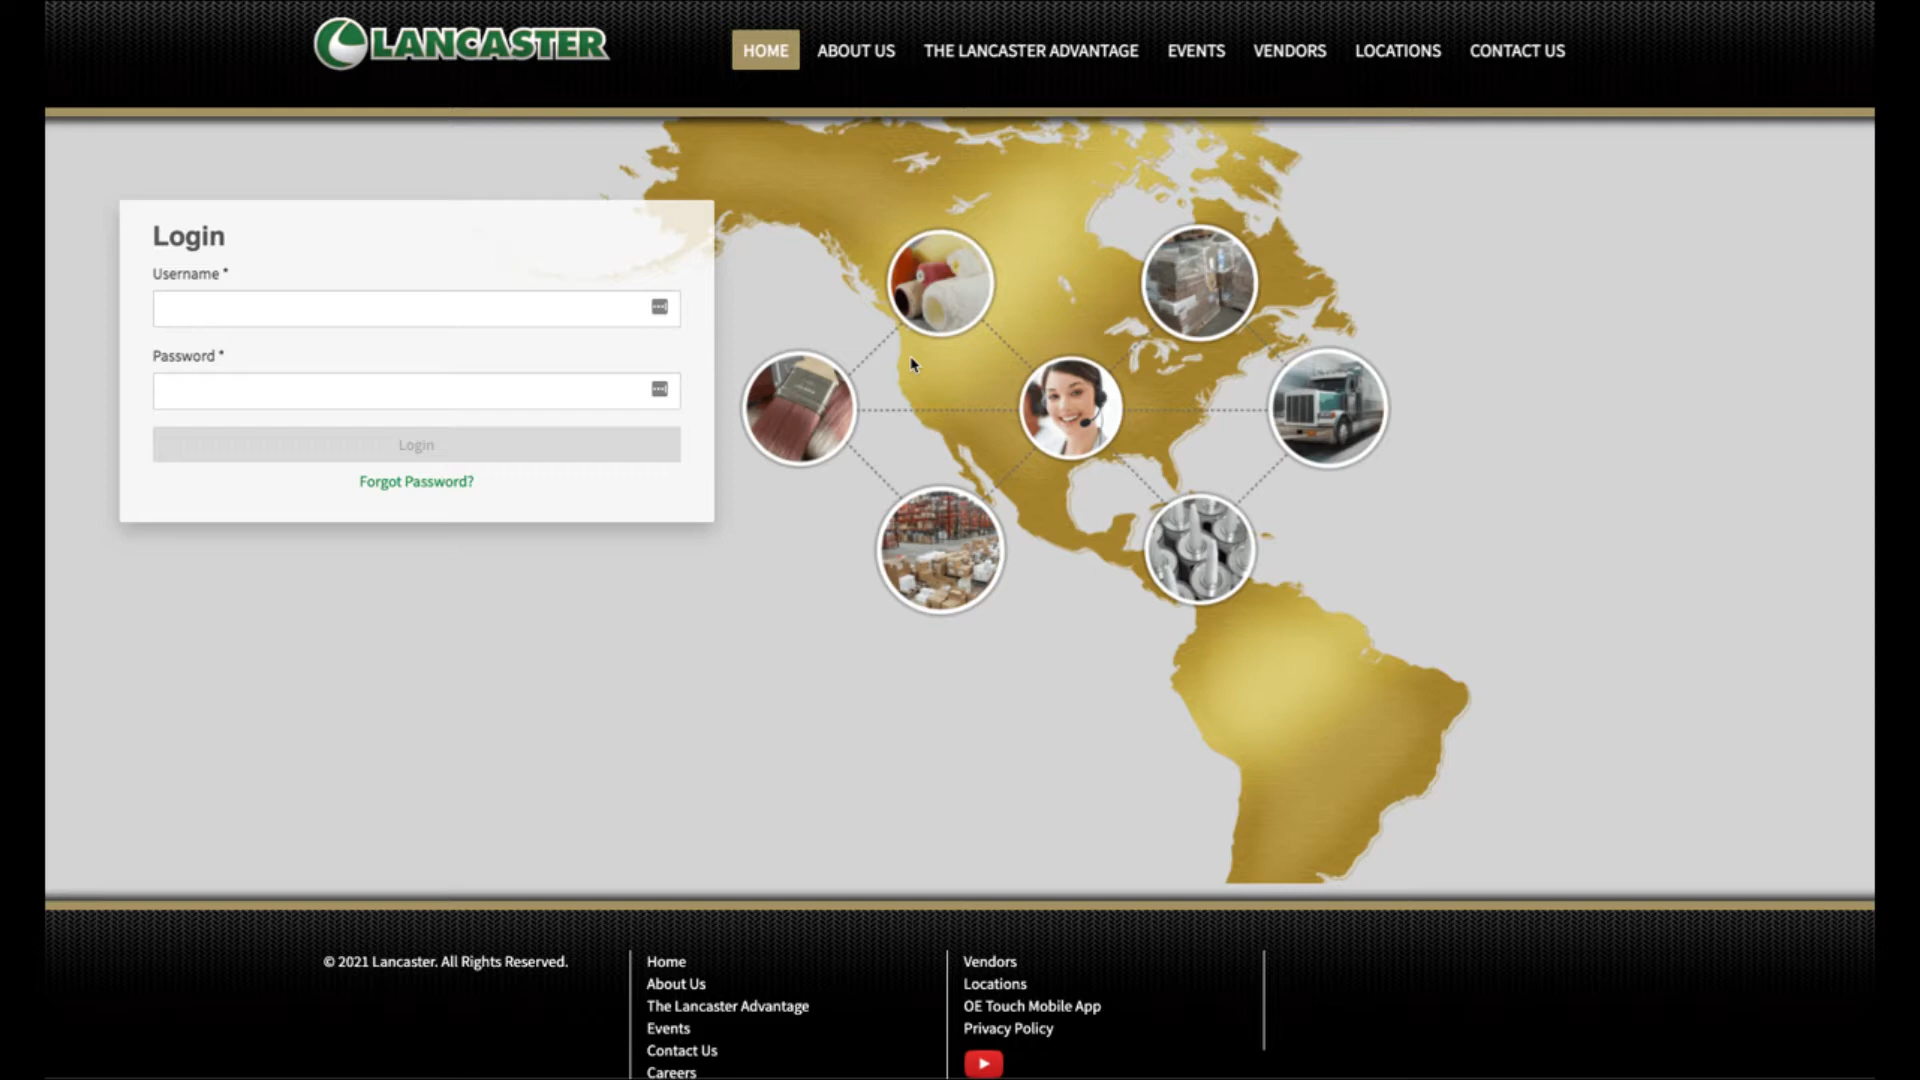 LANCASTER
HOME ABOUT US THE LANCASTER ADVANTAGE EVENTS VENDORS LOCATIONS CONTACT US
Login
Username *
Password *
Login
Forgot Password?
© 2021 Lancaster. All Rights Reserved.
Home
About Us
The Lancaster Advantage
Events
Contact Us
Careers
Vendors
Locations
OE Touch Mobile App
Privacy Policy